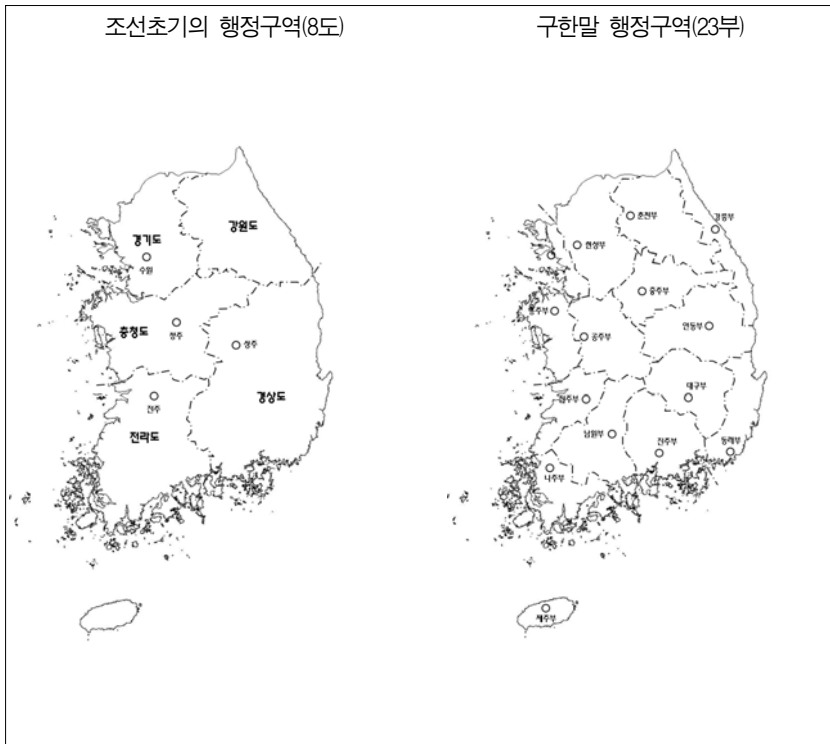 조선초기의 행정구역(8도)
강원도
경기도
수원
충청도
청주
상주
전주
경상도
전라도
구한말 행정구역(23부)
춘천부
강릉부
한성부
충주부
홍주부
안동부
공주부
대구부
전주부
남원부
진주부
동래부
나주부
제주부